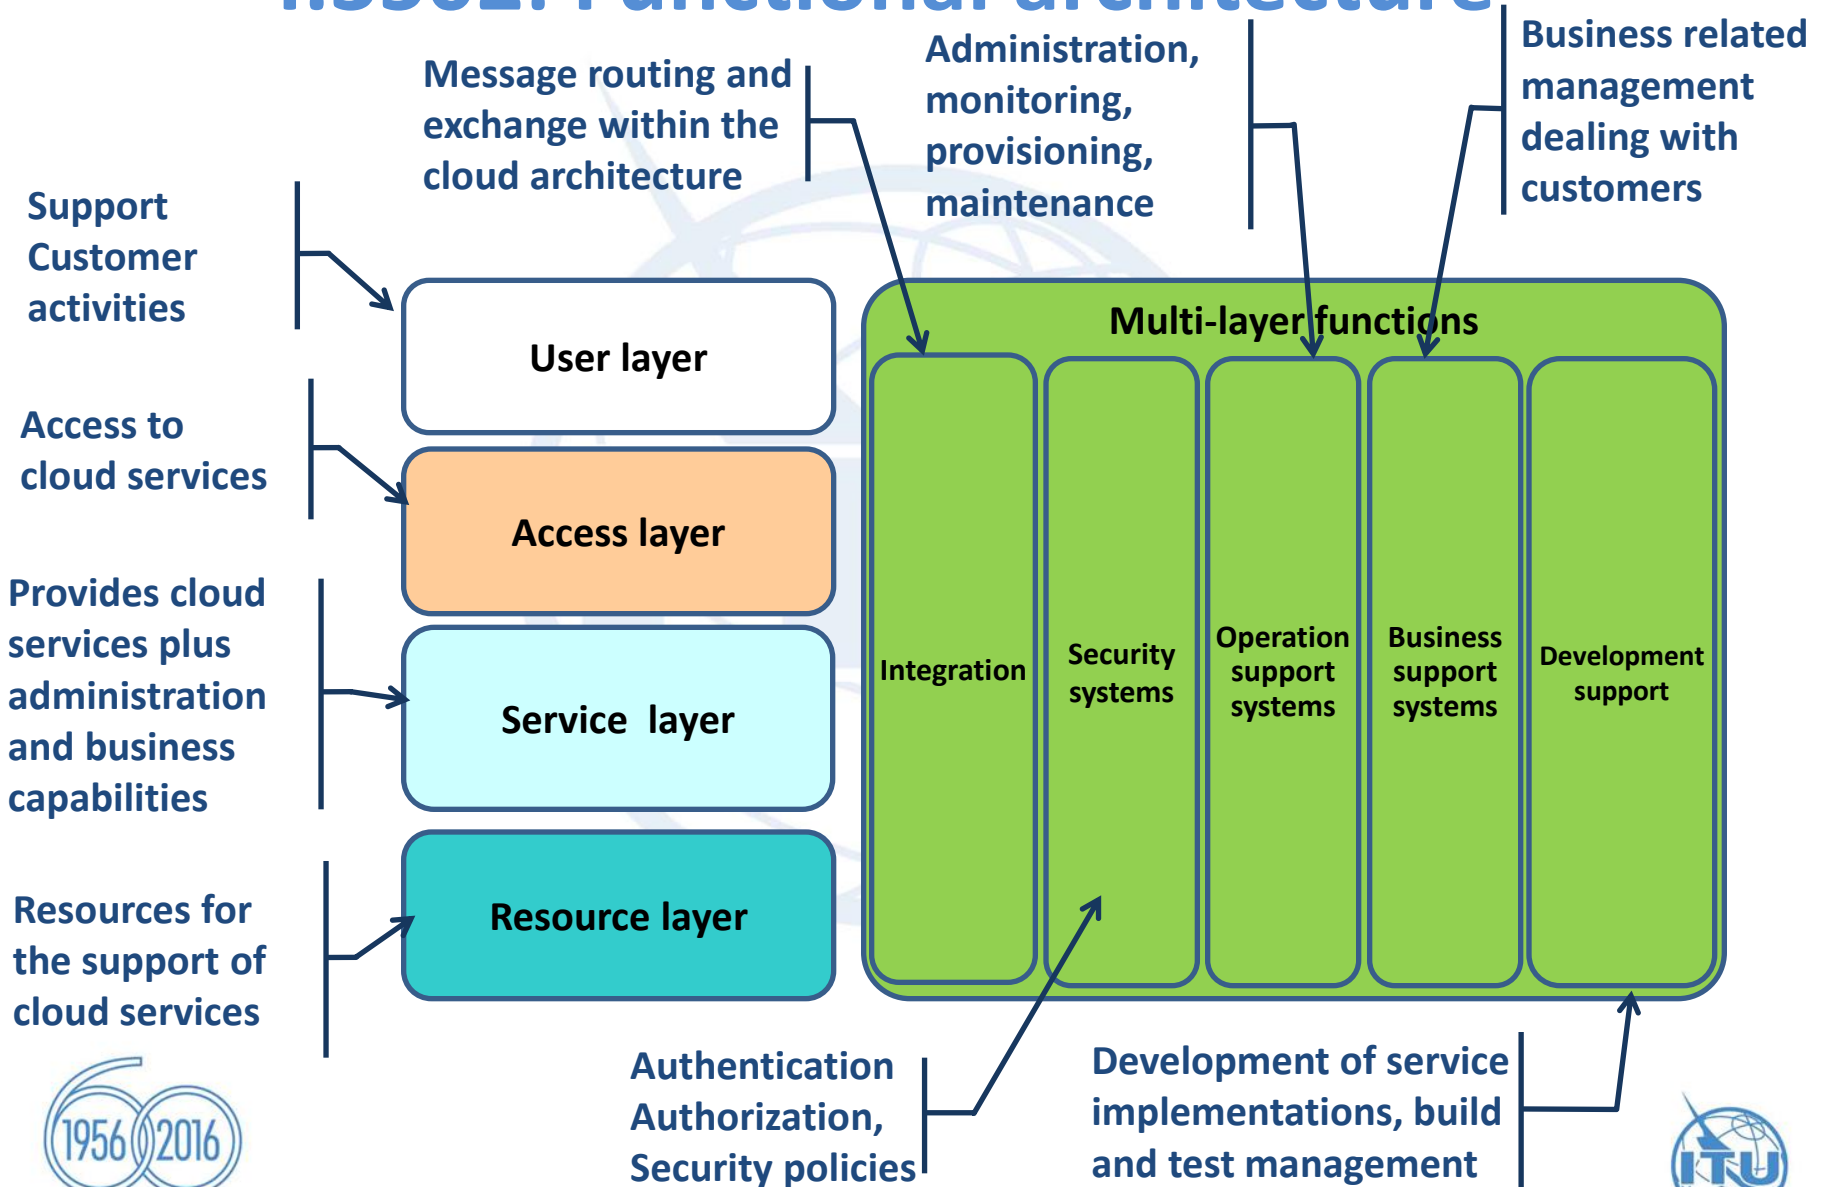 Functional architecture
Message routing and
exchange within the
cloud architecture
Administration,
monitoring,
provisioning,
maintenance
Business related
management
dealing with
customers
Support
Customer
activities
Access to
cloud services
Provides cloud
services plus
administration
and business
capabilities
Resources for
the support of
cloud services
User layer
Access layer
Service layer
Resource layer
Multi-layer functions
Integration
Security
systems
Operation
support
systems
Business
support
systems
Development
support
Authentication
Authorization,
Security policies
Development of service
implementations, build
and test management
1956 2016
ITU